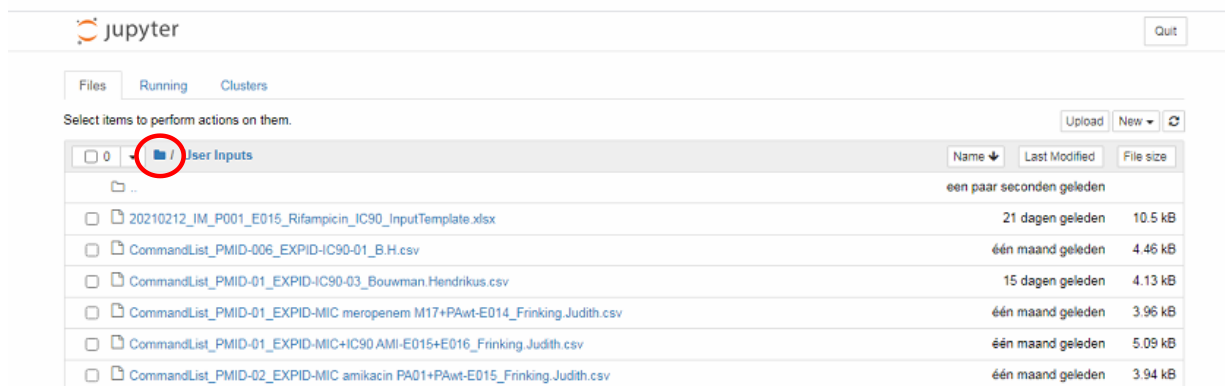 jupyter Quit
Files Running Clusters
Select items to perform actions on them. Upload New
0 / User Inputs Name Last Modified File size
.. een paar seconden geleden
20210212_IM_P001_E015_Rifampicin_IC90_InputTemplate.xlsx 21 dagen geleden 10.5 kB
CommandList_PMID-006_EXPID-IC90-01_B.H.csv één maand geleden 4.46 kB
CommandList_PMID-01_EXPID-IC90-03_Bouwman.Hendrikus.csv 15 dagen geleden 4.13 kB
CommandList_PMID-01_EXPID-MIC meropenem M17+PAwt-E014_Frinking.Judith.csv één maand geleden 3.96 kB
CommandList_PMID-01_EXPID-MIC+IC90 AMI-E015+E016_Frinking.Judith.csv één maand geleden 5.09 kB
CommandList_PMID-02_EXPID-MIC amikacin PA01+PAwt-E015_Frinking.Judith.csv één maand geleden 3.94 kB